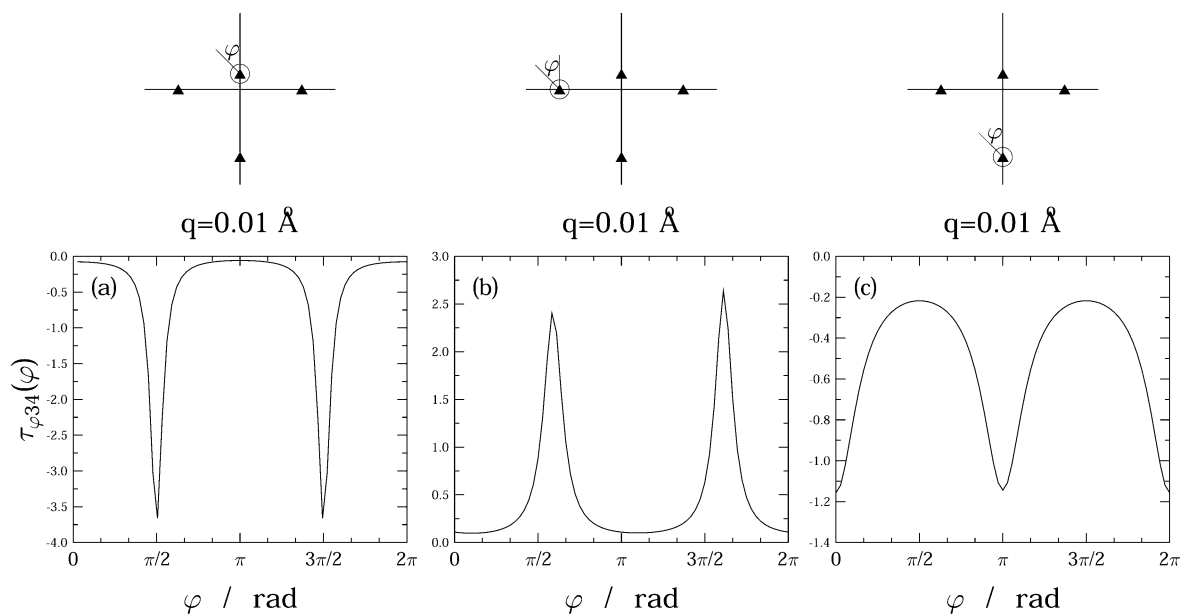 φ φ φ
q=0.01 Å q=0.01 Å q=0.01 Å
(a) (b) (c)
0.0 3.0 0.0
-0.5 2.5 -0.2
-1.0 2.0 -0.4
-1.5 1.5 -0.6
-2.0 1.0 -0.8
-2.5 0.5 -1.0
-3.0 0.0 -1.2
-3.5 -1.4
-4.0
τφ34(φ)
0 π/2 π 3π/2 2π 0 π/2 π 3π/2 2π 0 π/2 π 3π/2 2π
φ / rad φ / rad φ / rad